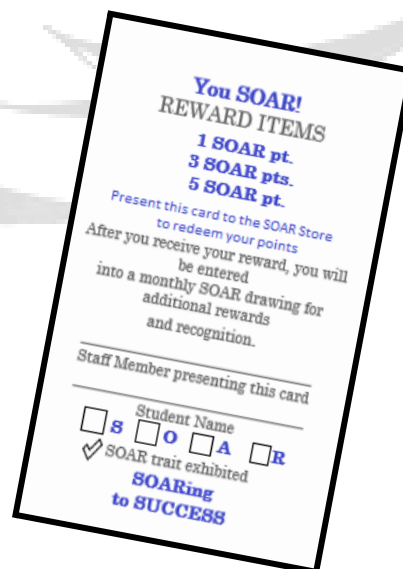 You SOAR!
REWARD ITEMS
1 SOAR pt.
3 SOAR pts.
5 SOAR pt.
Present this card to the SOAR Store
to redeem your points
After you receive your reward, you will
be entered
into a monthly SOAR drawing for
additional rewards
and recognition.
Staff Member presenting this card
Student Name
S O A R
SOAR trait exhibited
SOARing
to SUCCESS